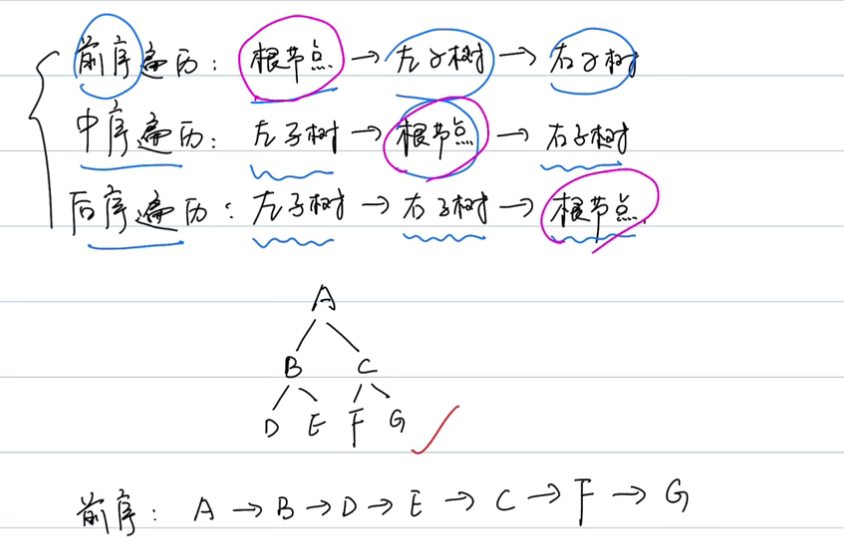 前序遍历：根节点→左子树→右子树
中序遍历：左子树→根节点→右子树
后序遍历：左子树→右子树→根节点
A
B C
D E F G
前序：A→B→D→E→C→F→G